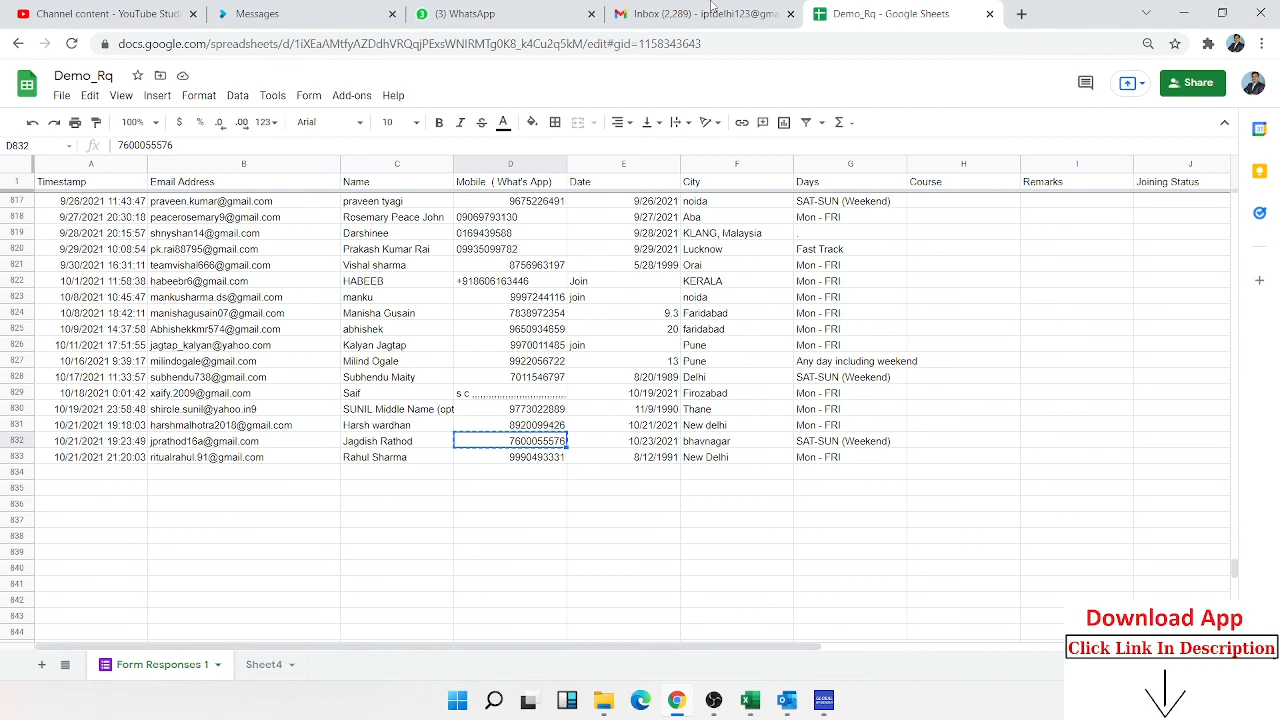 Channel content - YouTube Studio
Messages
(3) WhatsApp
3
Inbox (2,289) - iptdelhi123@gma
Demo_Rq - Google Sheets
docs.google.com/spreadsheets/d/1iXEaAMtfyAZDdhVRQqjPExsWNIRMTg0K8_k4Golq5kM/edit#gid=1158343643
Demo_Rq
Share
File Edit View Insert Format Data Tools Form Add-ons Help
100% $ % .0 .00 123 Arial 10 B I S A
D832 fx 7600055576
A B C D E F G H I J
1 Timestamp Email Address Name Mobile ( What's App) Date City Days Course Remarks Joining Status
817 9/26/2021 11:43:47 praveen.kumar@gmail.com praveen tyagi 9675230491 9/26/2021 noida SAT-SUN (Weekend)
818 9/27/2021 20:30:18 peacerosemary9@gmail.com Rosemary Peace John 09069793130 9/27/2021 Aba Mon - FRI
819 9/28/2021 20:15:57 shnyshan14@gmail.com Darshinee 0169439588 9/28/2021 KLANG, Malaysia .
820 9/29/2021 10:08:54 pk.rai88795@gmail.com Prakash Kumar Rai 09935099782 9/29/2021 Lucknow Fast Track
821 9/30/2021 16:31:11 teamvishal686@gmail.com Vishal sharma 8756963197 5/28/1999 Orai Mon - FRI
822 10/1/2021 16:52:38 habeebtr6@gmail.com HABEEB +918606163446 Join KERALA Mon - FRI
823 10/8/2021 10:45:47 mankusharma.ds@gmail.com manku 9997244116 join noida Mon - FRI
824 10/8/2021 13:42:11 manishagusain07@gmail.com Manisha Gusain 7838972354 9.3 Faridabad Mon - FRI
825 10/9/2021 14:37:58 Abhishekkmr574@gmail.com abhishek 9650934659 20 faridabad Mon - FRI
826 10/11/2021 17:51:55 jagtap_kalyan@yahoo.com Kalyan Jagtap 9970011485 join Pune Mon - FRI
827 10/16/2021 9:39:17 milindcgale@gmail.com Milind Ogale 9922056722 13 Pune Any day including weekend
828 10/17/2021 11:33:57 subhendu730@gmail.com Subhendu Maity 7011546797 8/20/1989 Delhi SAT-SUN (Weekend)
829 10/18/2021 21:41:42 xaify.2009@gmail.com Saif s c ,,,,,,,,,,,,,,,,,,,,,,,,,,,,,,, 10/19/2021 Firozabad Mon - FRI
830 10/19/2021 23:58:48 shirole.sunil@yahoo.in9 SUNIL Middle Name (opt 9773022889 11/9/1990 Thane Mon - FRI
831 10/21/2021 18:03:00 harshmanimbatc2018@gmail.com Harshvardhan 8920099426 10/21/2021 New delhi Mon - FRI
832 10/21/2021 19:23:49 jprathod16a@gmail.com Jagdish Rathod 7600055576 10/23/2021 bhavnagar SAT-SUN (Weekend)
833 10/21/2021 21:20:03 ritualrahul.91@gmail.com Rahul Sharma 9990493331 8/12/1991 New Delhi Mon - FRI
834
835
836
837
838
839
840
841
842
843
844
Form Responses 1 Sheet4
Download App
Click Link In Description